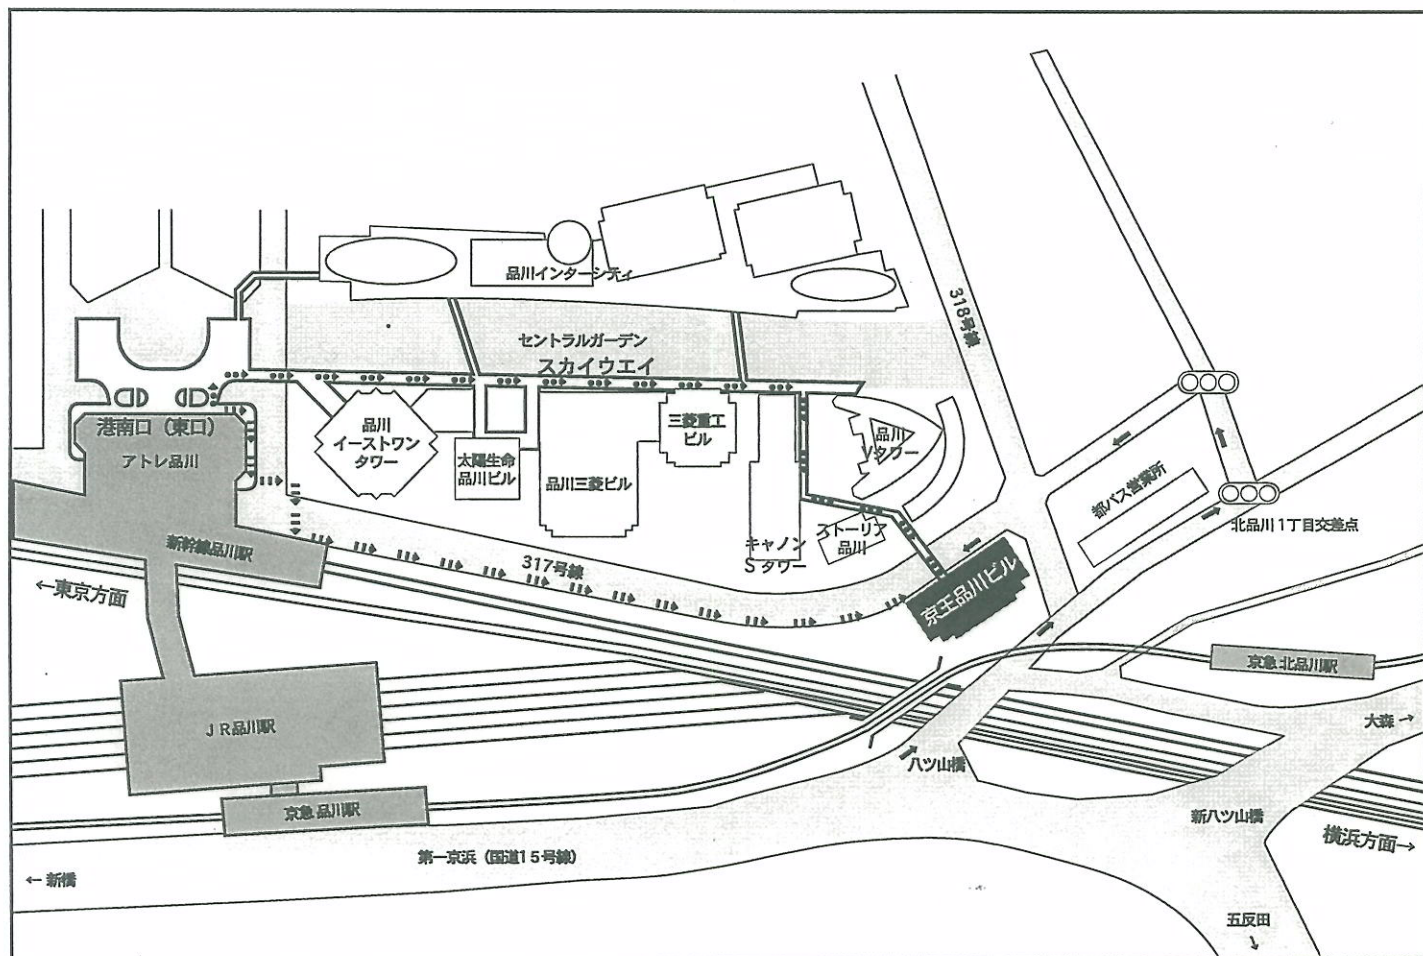 品川インターシティ
318号線
セントラルガーデン
スカイウエイ
港南口（東口）
アトレ品川
品川
イーストワン
タワー
太陽生命
品川ビル
品川三菱ビル
三菱重工
ビル
品川
Vタワー
キャノン
Sタワー
ストーリア
品川
都バス営業所
北品川1丁目交差点
新幹線品川駅
317号線
京王品川ビル
←東京方面
JR品川駅
京急 北品川駅
大森→
八ツ山橋
京急 品川駅
新八ツ山橋
横浜方面→
第一京浜（国道15号線）
← 新橋
五反田
↓